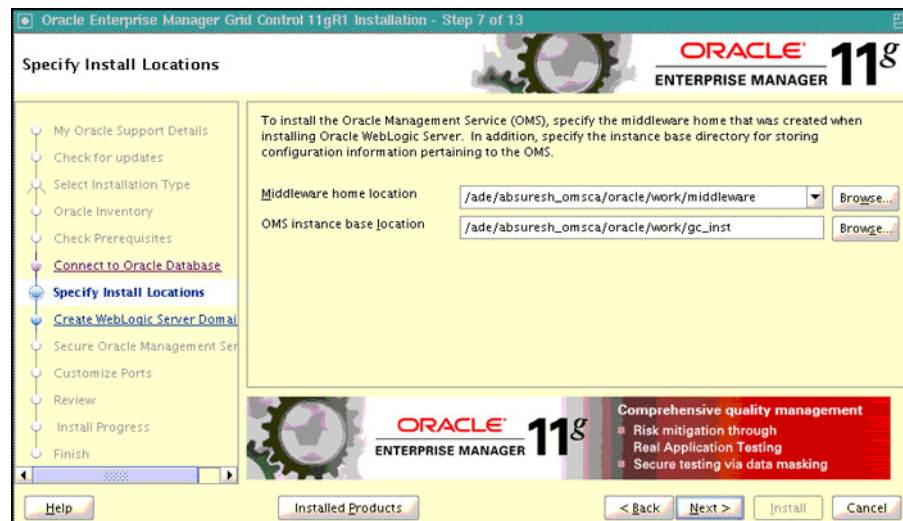 Oracle Enterprise Manager Grid Control 11gR1 Installation - Step 7 of 13
Specify Install Locations
ORACLE
ENTERPRISE MANAGER 11g
My Oracle Support Details
Check for updates
Select Installation Type
Oracle Inventory
Check Prerequisites
Connect to Oracle Database
Specify Install Locations
Create WebLogic Server Domai
Secure Oracle Management Ser
Customize Ports
Review
Install Progress
Finish
To install the Oracle Management Service (OMS), specify the middleware home that was created when
installing Oracle WebLogic Server. In addition, specify the instance base directory for storing
configuration information pertaining to the OMS.
Middleware home location /ade/absuresh_omsca/oracle/work/middleware Browse...
OMS instance base location /ade/absuresh_omsca/oracle/work/gc_inst Browse...
ORACLE
ENTERPRISE MANAGER 11g
Comprehensive quality management
Risk mitigation through
Real Application Testing
Secure testing via data masking
Help Installed Products < Back Next > Install Cancel